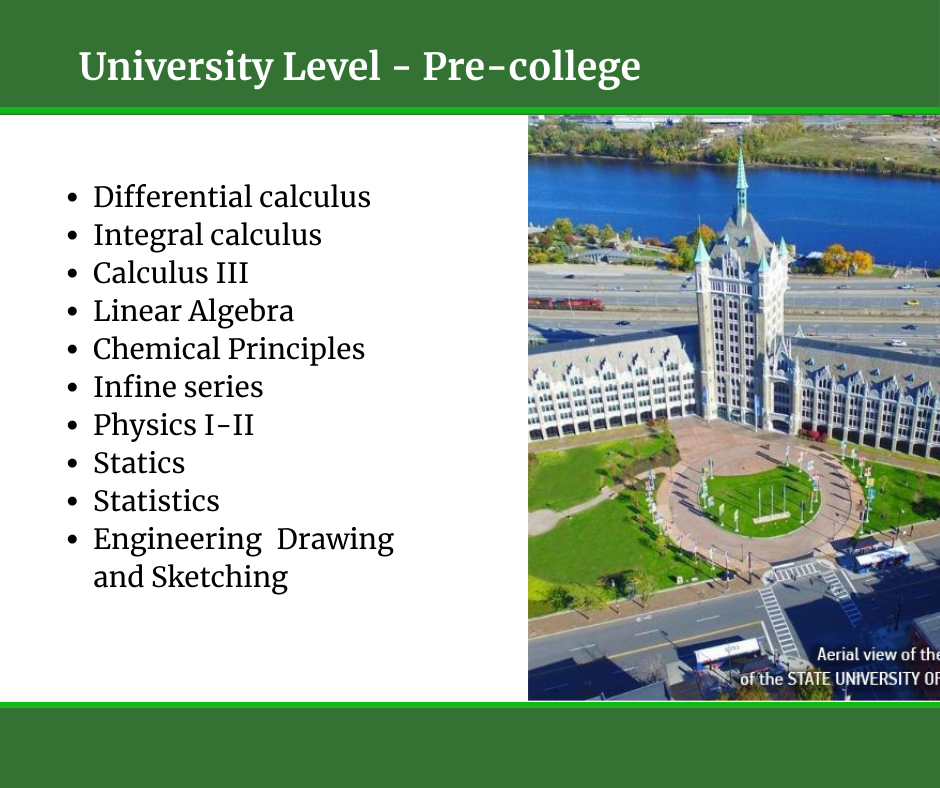 University Level - Pre-college
• Differential calculus
• Integral calculus
• Calculus III
• Linear Algebra
• Chemical Principles
• Infine series
• Physics I-II
• Statics
• Statistics
• Engineering  Drawing
and Sketching
Aerial view of the
of the STATE UNIVERSITY OF